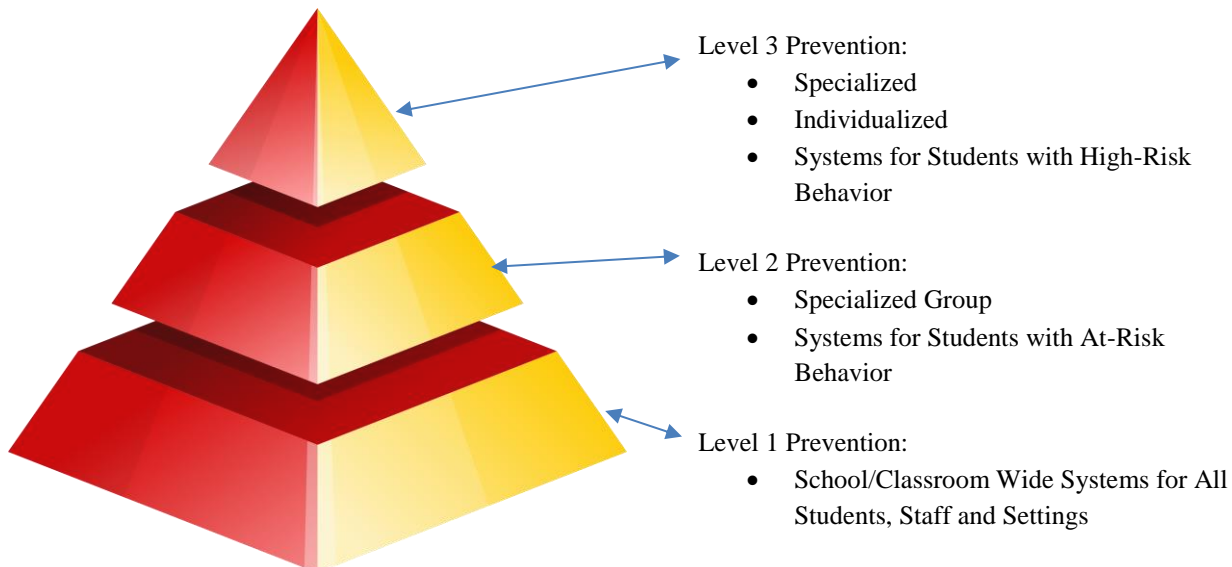 Level 3 Prevention:
• Specialized
• Individualized
• Systems for Students with High-Risk
Behavior
Level 2 Prevention:
• Specialized Group
• Systems for Students with At-Risk
Behavior
Level 1 Prevention:
• School/Classroom Wide Systems for All
Students, Staff and Settings